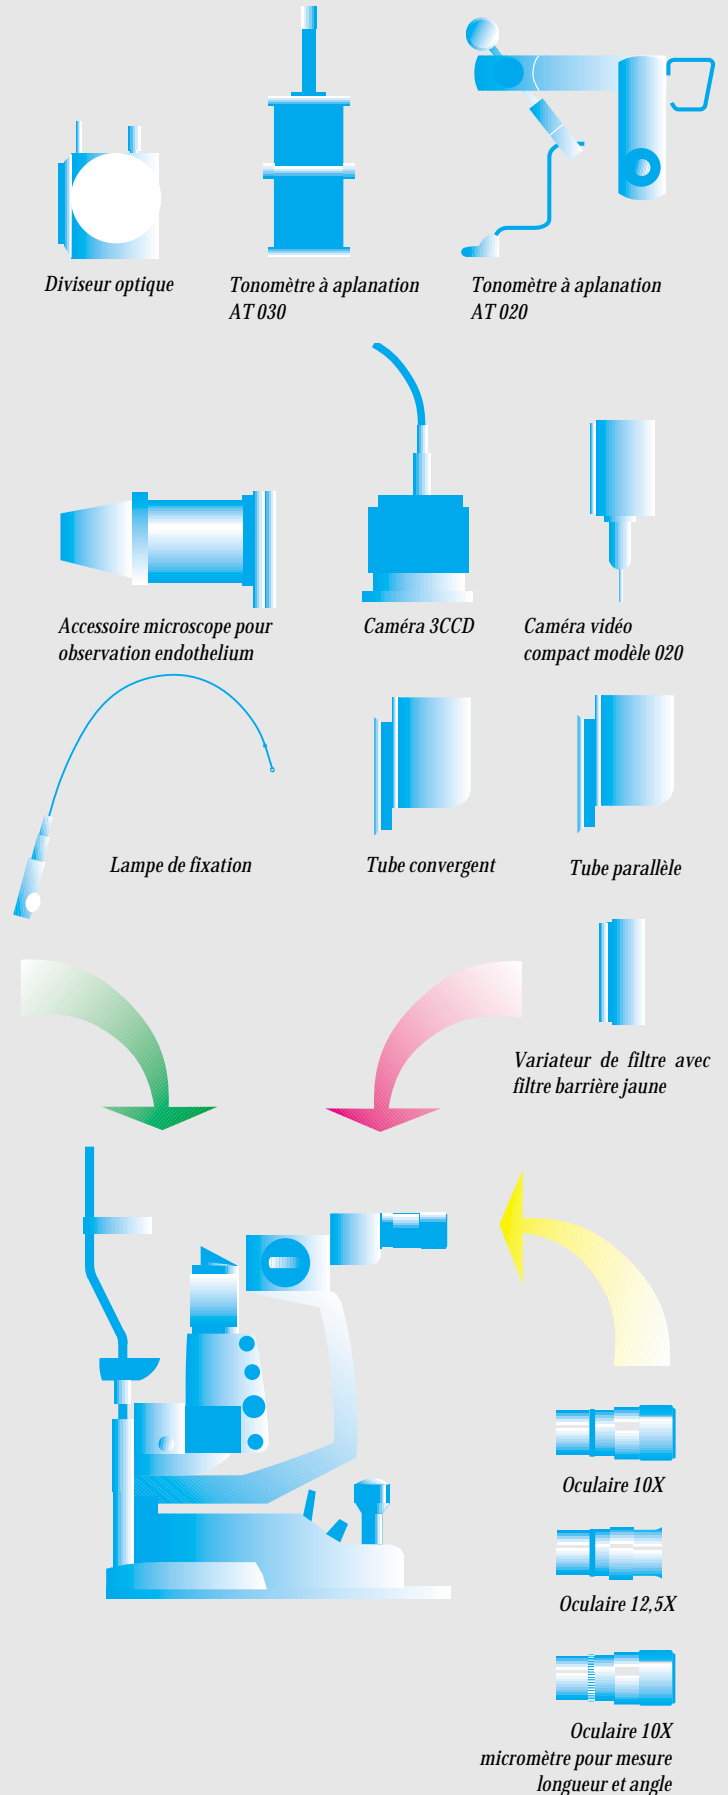 Diviseur optique
Tonomètre à aplanation
AT 030
Tonomètre à aplanation
AT 020
Accessoire microscope pour
observation endothelium
Caméra 3CCD
Caméra vidéo
compact modèle 020
Lampe de fixation
Tube convergent
Tube parallèle
Variateur de filtre avec
filtre barrière jaune
Oculaire 10X
Oculaire 12,5X
Oculaire 10X
micromètre pour mesure
longueur et angle